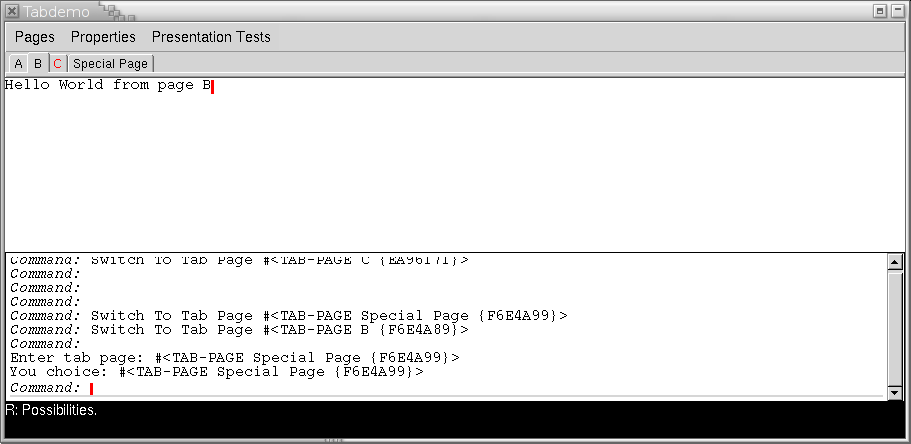 Tabdemo
Pages Properties Presentation Tests
A B C Special Page
Hello World from page B
Command: Switch To Tab Page #<TAB-PAGE C {EA96171}>
Command:
Command:
Command:
Command: Switch To Tab Page #<TAB-PAGE Special Page {F6E4A99}>
Command: Switch To Tab Page #<TAB-PAGE B {F6E4A89}>
Command:
Enter tab page: #<TAB-PAGE Special Page {F6E4A99}>
You choice: #<TAB-PAGE Special Page {F6E4A99}>
Command:
R: Possibilities.